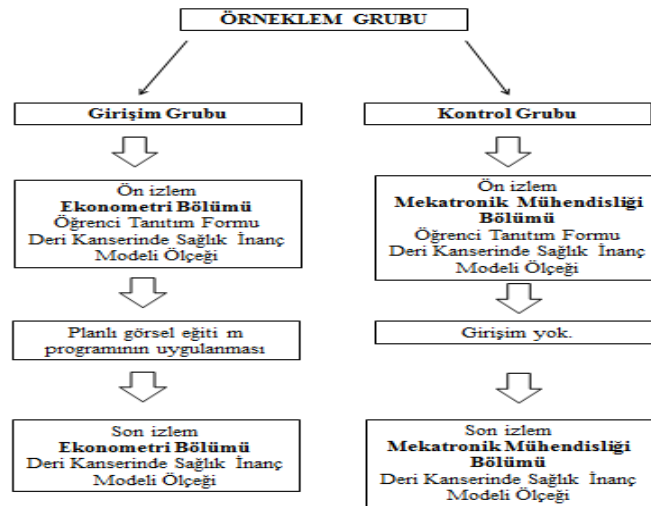 ÖRNEKLEM GRUBU
Girişim Grubu
Kontrol Grubu
Ön izlem
Ekonometri Bölümü
Öğrenci Tanıtım Formu
Deri Kanserinde Sağlık İnanç
Modeli Ölçeği
Ön izlem
Mekatronik Mühendisliği
Bölümü
Öğrenci Tanıtım Formu
Deri Kanserinde Sağlık İnanç
Modeli Ölçeği
Planlı görsel eğiti m
programının uygulanması
Girişim yok.
Son izlem
Ekonometri Bölümü
Deri Kanserinde Sağlık İnanç
Modeli Ölçeği
Son izlem
Mekatronik Mühendisliği
Bölümü
Deri Kanserinde Sağlık İnanç
Modeli Ölçeği